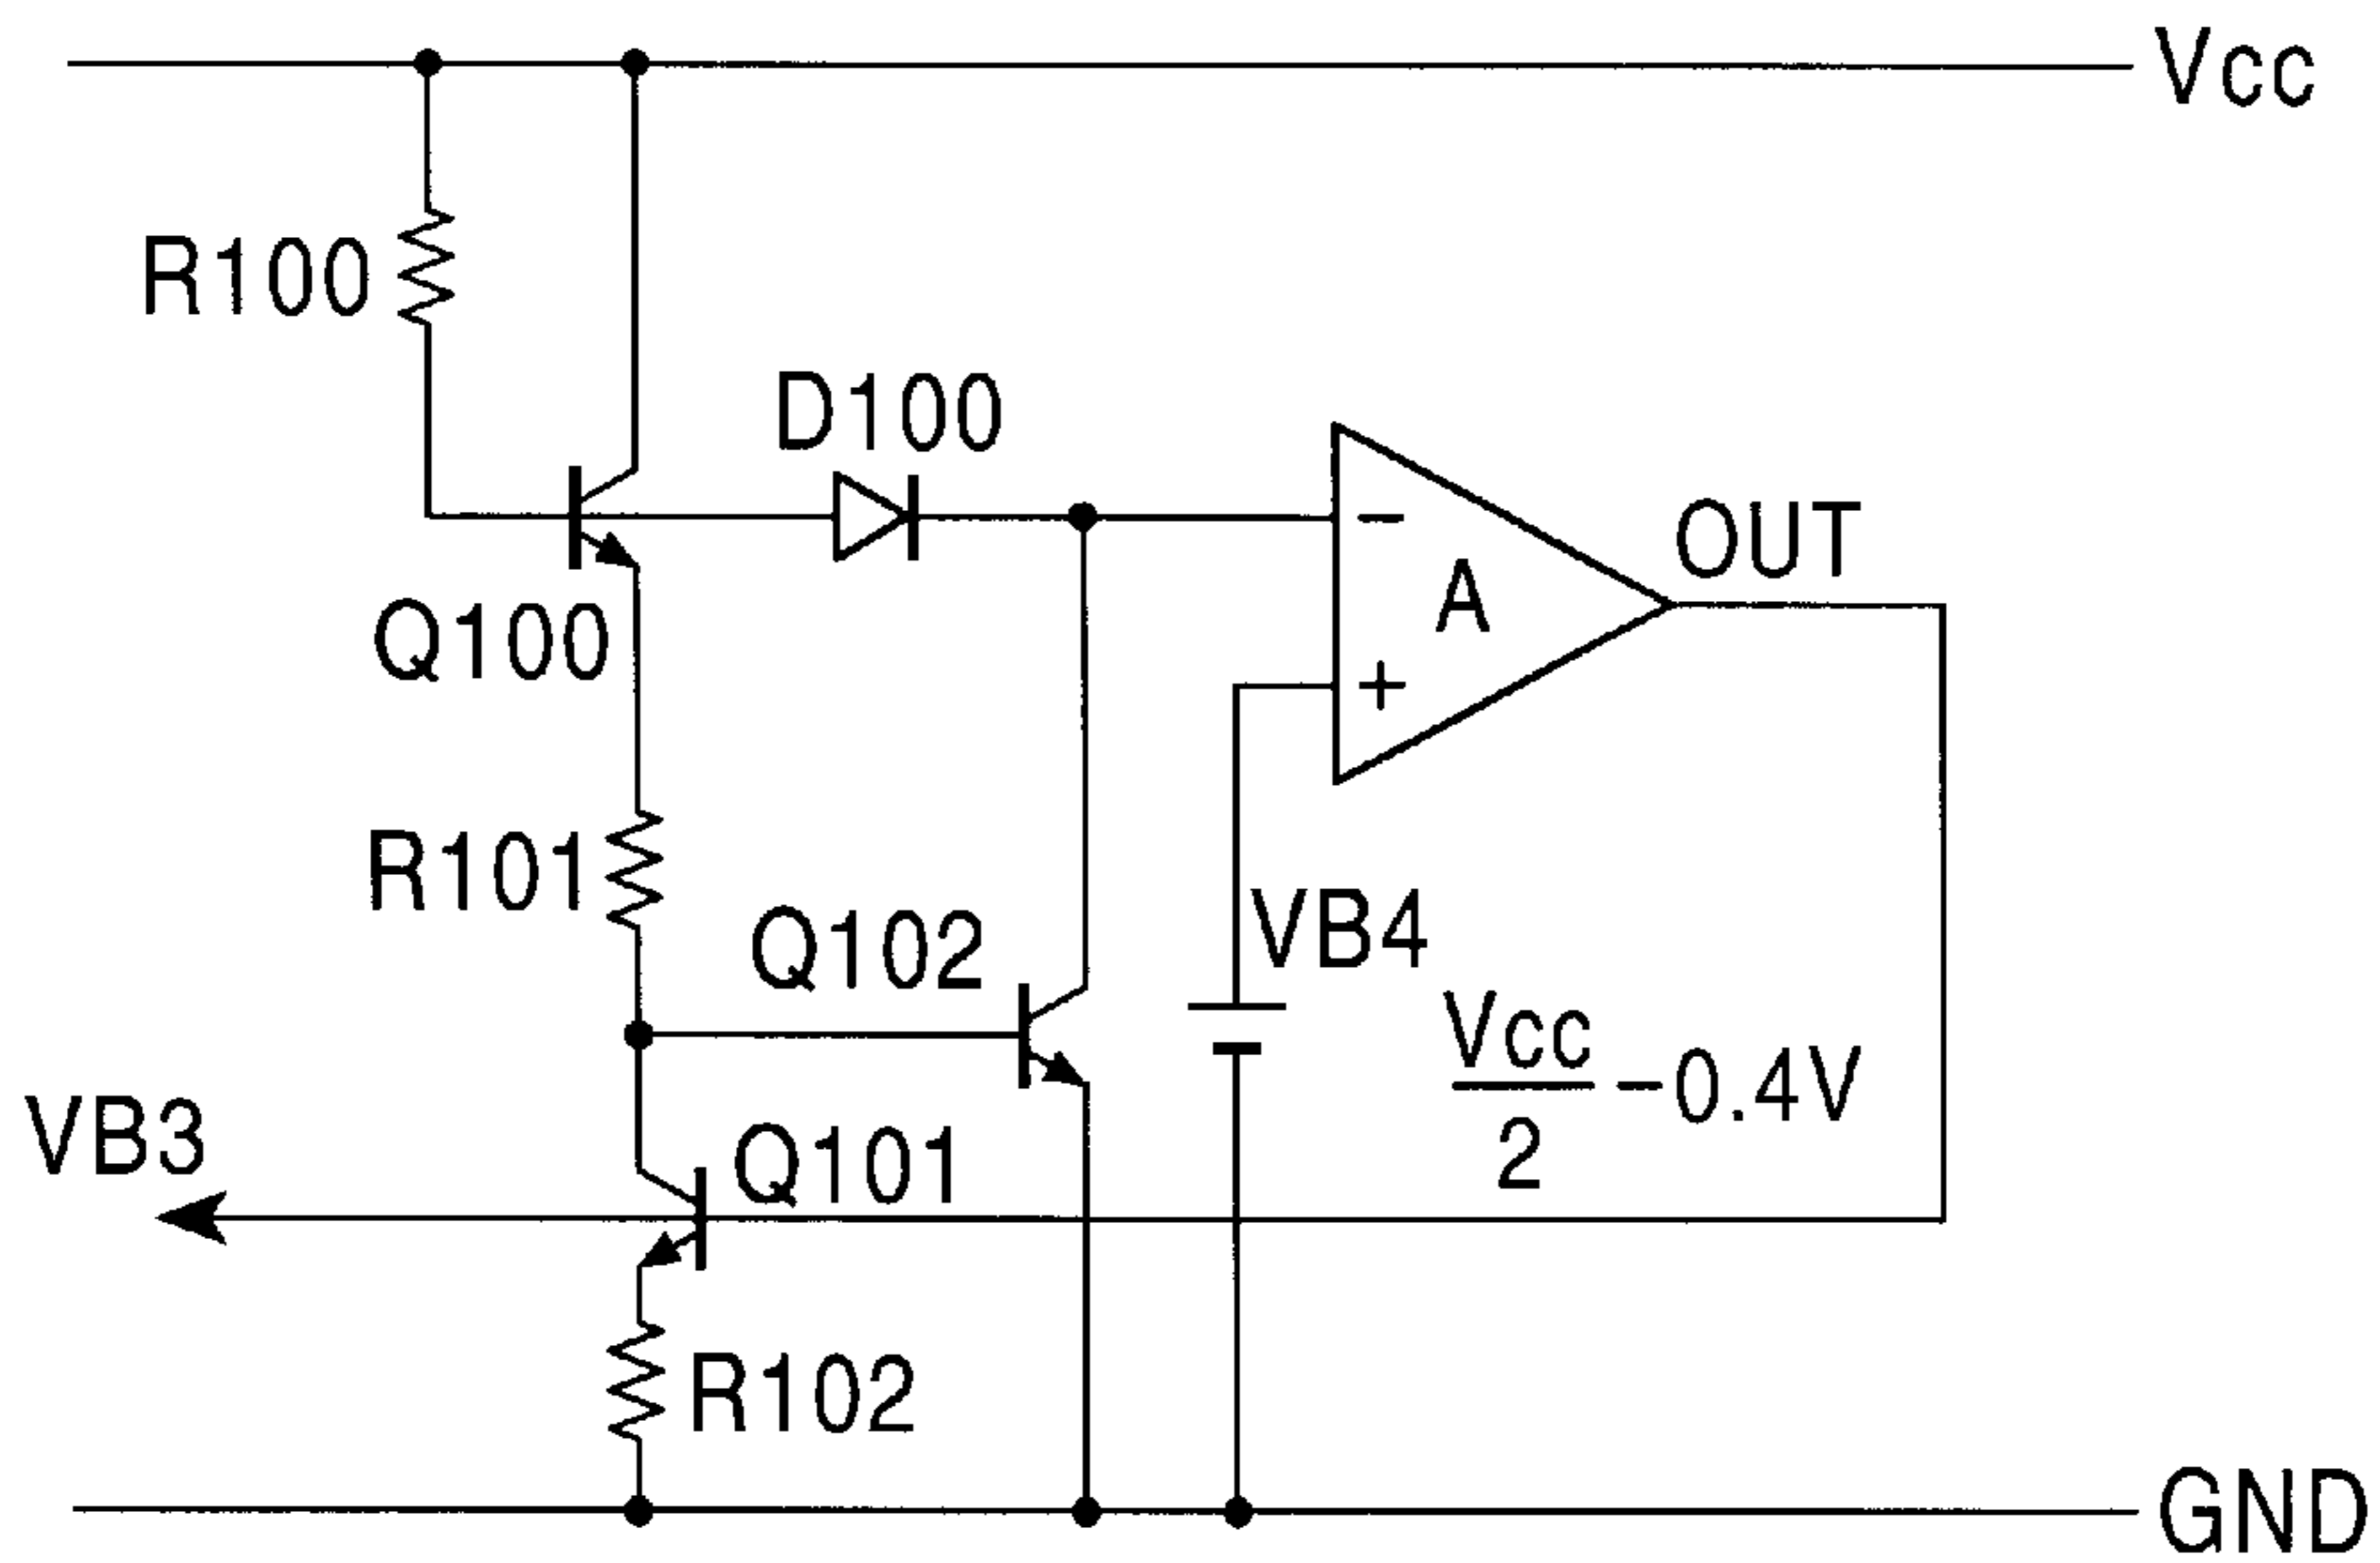 Vcc
R100
D100
OUT
−
A
+
Q100
R101
Q102
VB4
Vcc/2 −0.4V
VB3
Q101
R102
GND